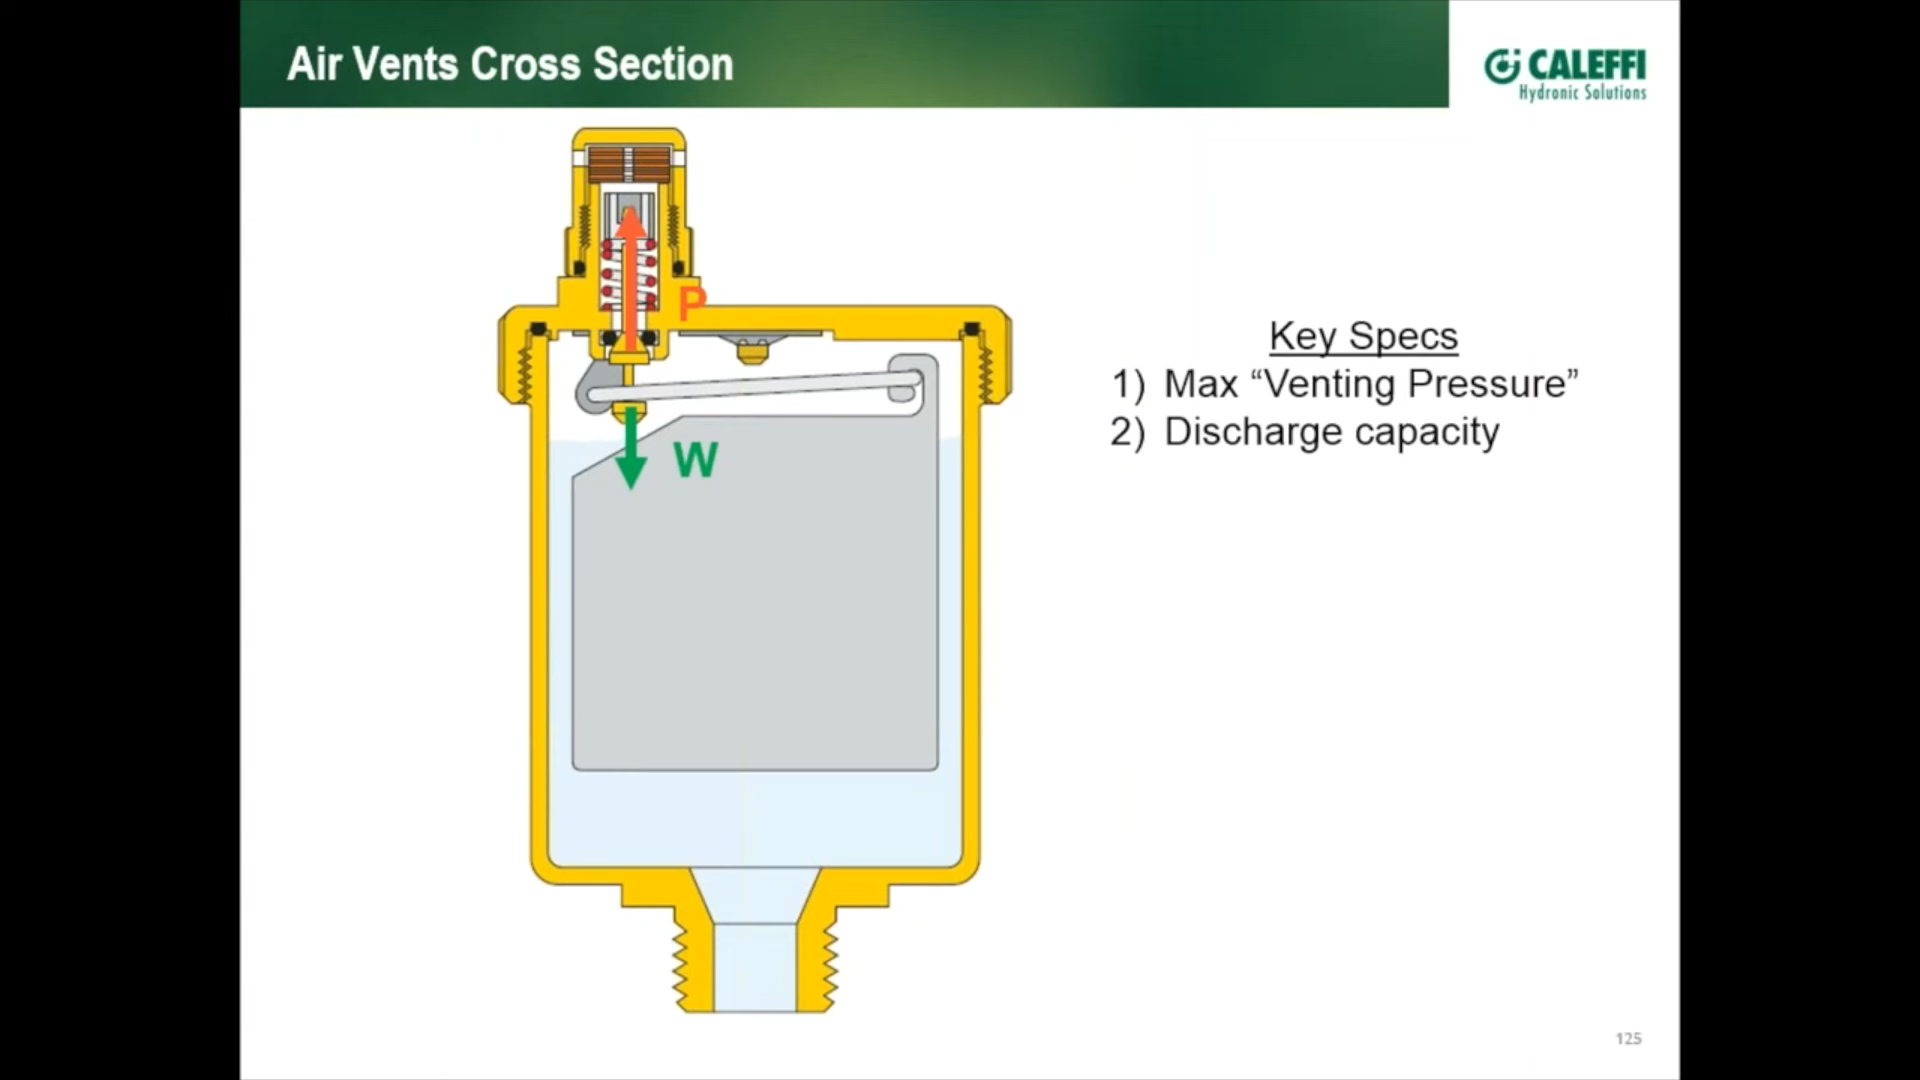 Air Vents Cross Section
CALEFFI
Hydronic Solutions
P
W
Key Specs
1) Max “Venting Pressure”
2) Discharge capacity
125